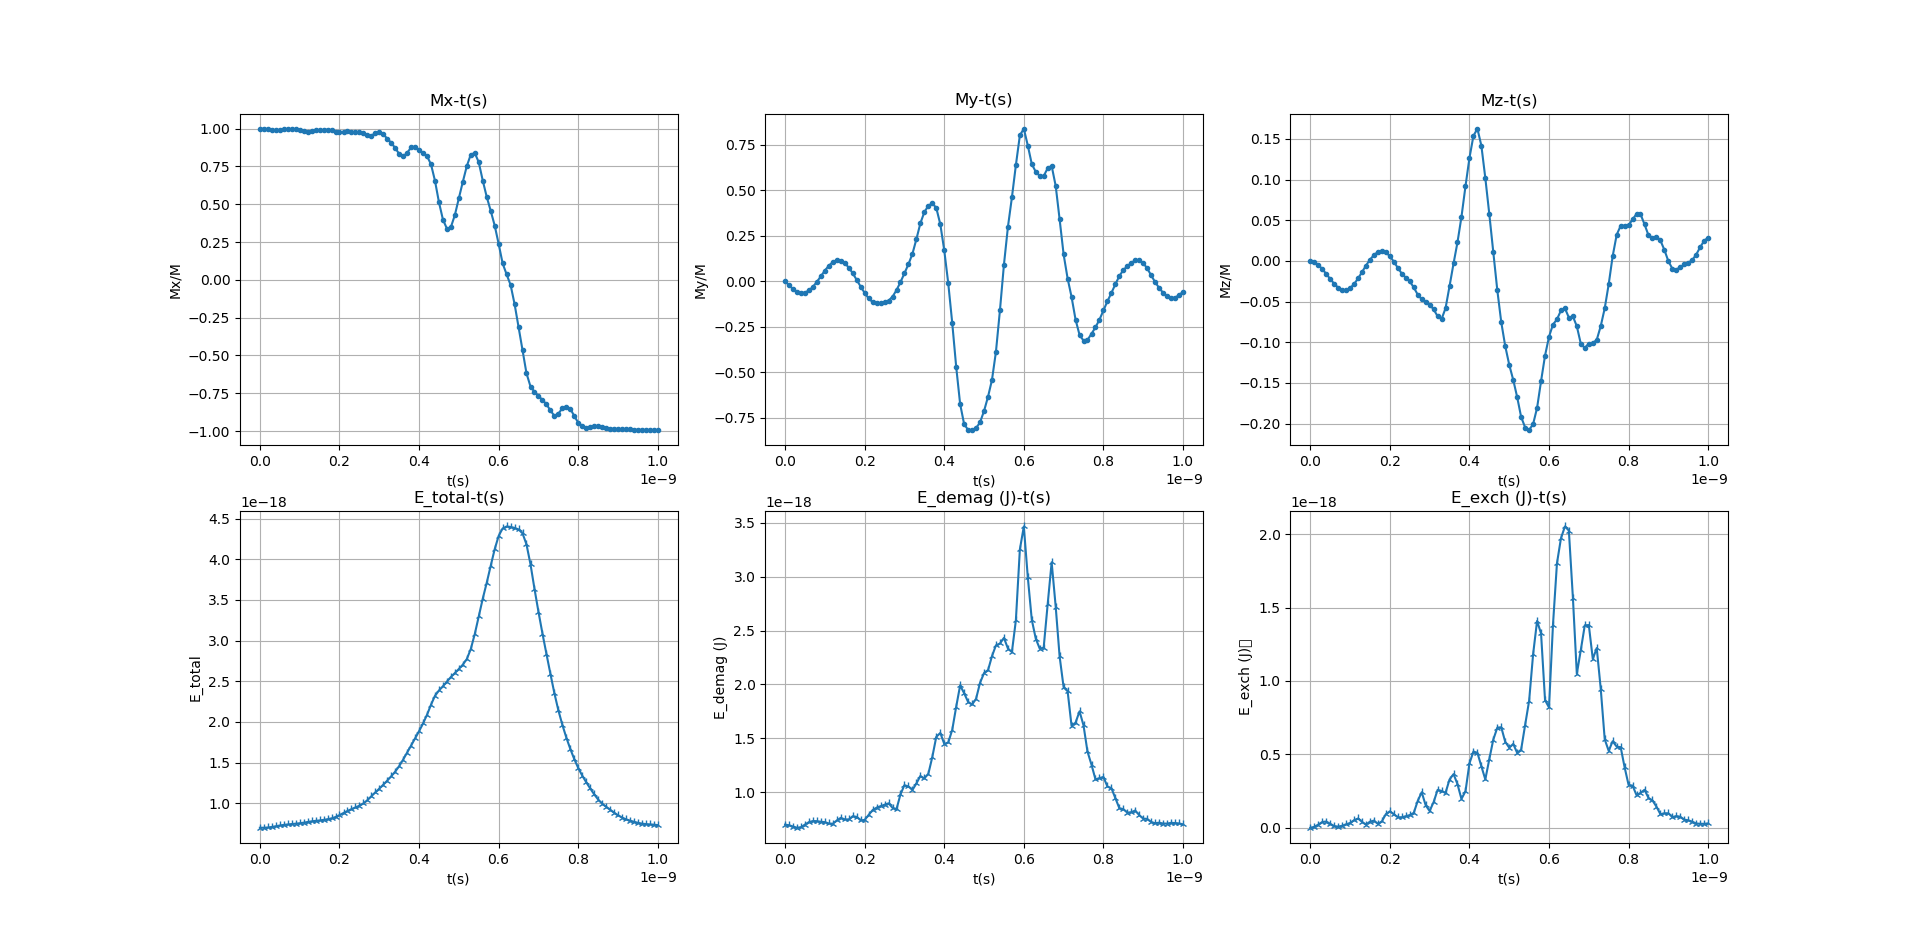 Mx-t(s)
Mx/M
1.00
0.75
0.50
0.25
0.00
−0.25
−0.50
−0.75
−1.00
0.0 0.2 0.4 0.6 0.8 1.0
t(s)
1e−9
My-t(s)
My/M
0.75
0.50
0.25
0.00
−0.25
−0.50
−0.75
0.0 0.2 0.4 0.6 0.8 1.0
t(s)
1e−9
Mz-t(s)
Mz/M
0.15
0.10
0.05
0.00
−0.05
−0.10
−0.15
−0.20
0.0 0.2 0.4 0.6 0.8 1.0
t(s)
1e−9
E_total-t(s)
1e−18
E_total
4.5
4.0
3.5
3.0
2.5
2.0
1.5
1.0
0.0 0.2 0.4 0.6 0.8 1.0
t(s)
1e−9
E_demag (J)-t(s)
1e−18
E_demag (J)
3.5
3.0
2.5
2.0
1.5
1.0
0.0 0.2 0.4 0.6 0.8 1.0
t(s)
1e−9
E_exch (J)-t(s)
1e−18
E_exch (J)▯
2.0
1.5
1.0
0.5
0.0
0.0 0.2 0.4 0.6 0.8 1.0
t(s)
1e−9